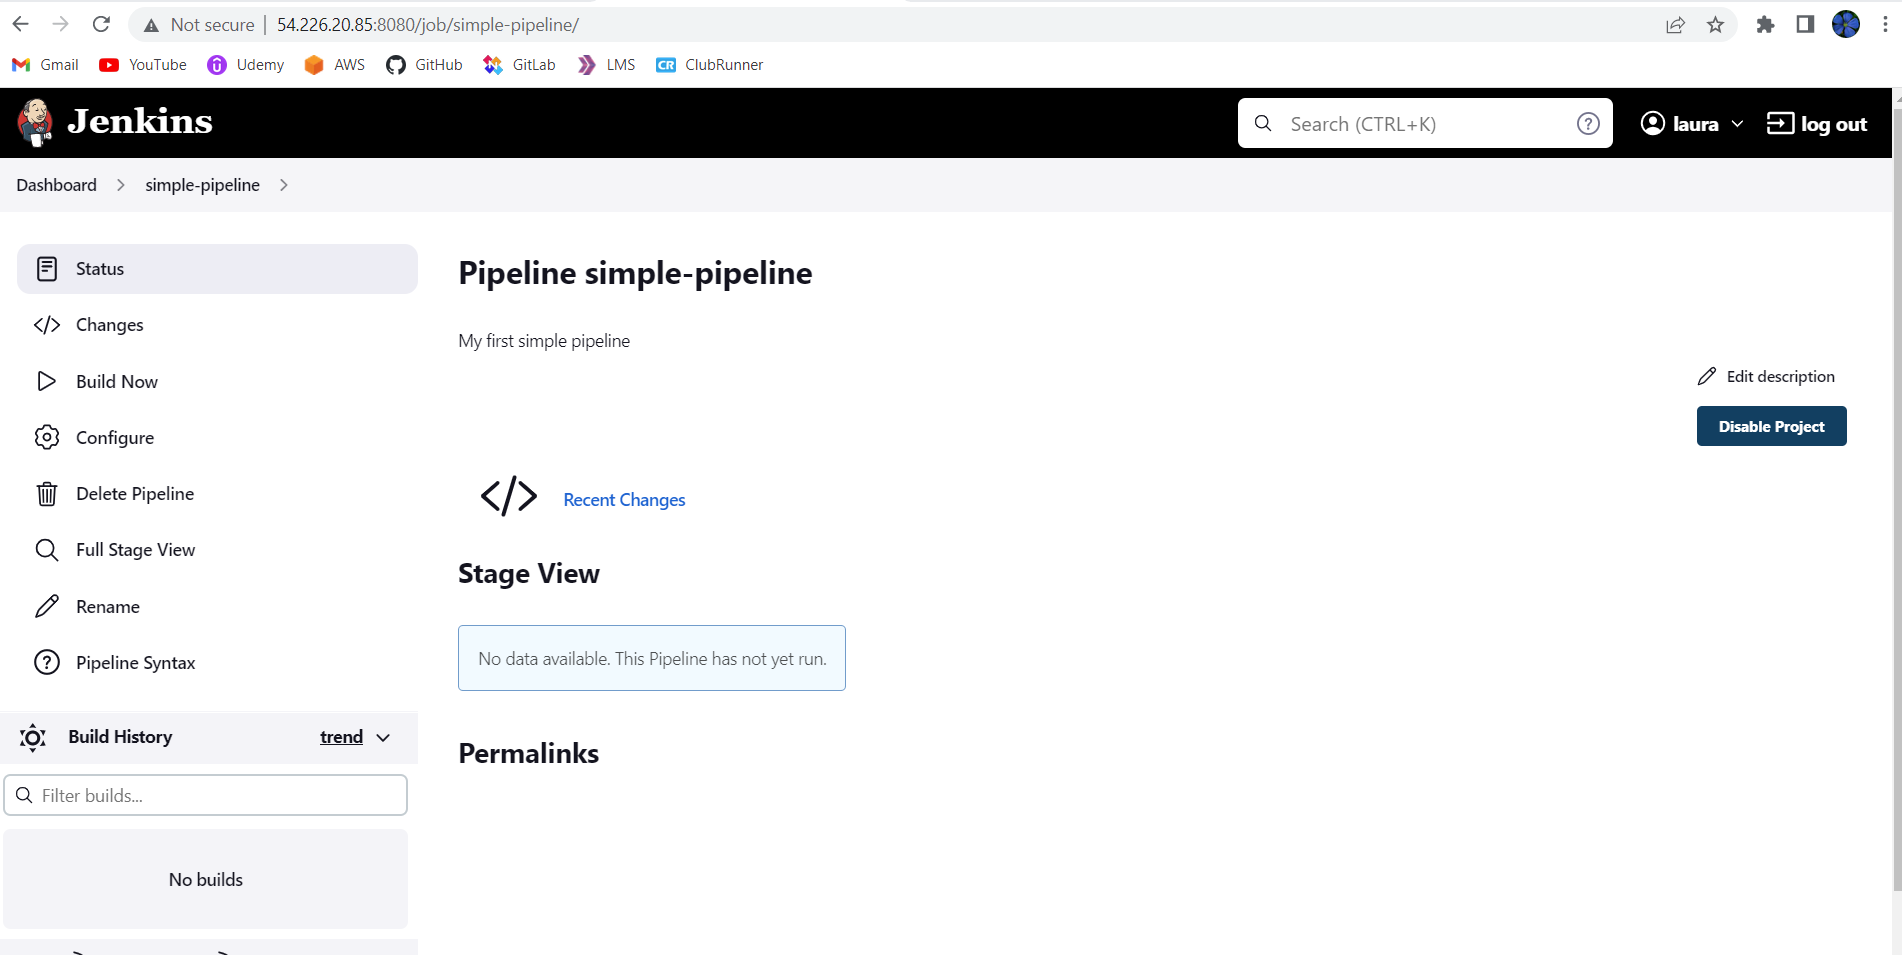 Not secure | 54.226.20.85:8080/job/simple-pipeline/
Gmail YouTube Udemy AWS GitHub GitLab LMS CR ClubRunner
Jenkins Search (CTRL+K) ? laura log out
Dashboard > simple-pipeline >
Status
Changes
Build Now
Configure
Delete Pipeline
Full Stage View
Rename
Pipeline Syntax
Build History trend
Filter builds...
No builds
Pipeline simple-pipeline
My first simple pipeline
Edit description
Disable Project
</> Recent Changes
Stage View
No data available. This Pipeline has not yet run.
Permalinks